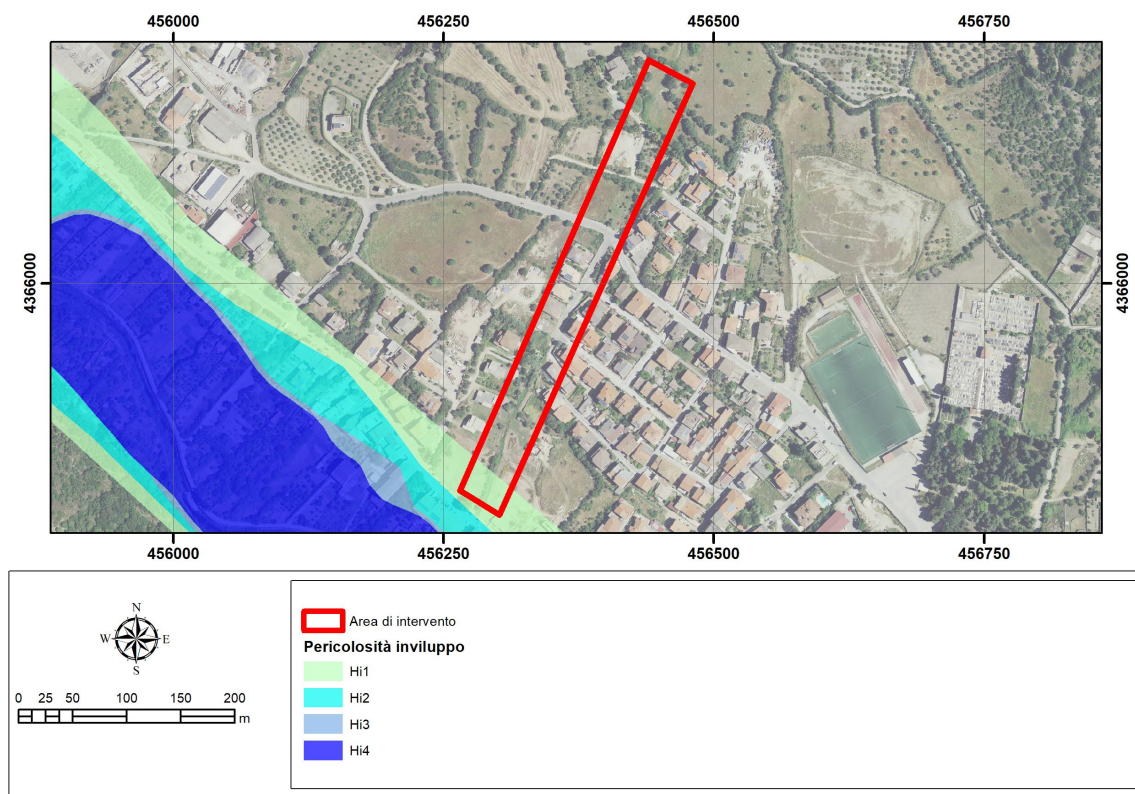 456000 456250 456500 456750
4366000 4366000
456000 456250 456500 456750
N
W E
S
0 25 50 100 150 200
m
Area di intervento
Pericolosità inviluppo
Hi1
Hi2
Hi3
Hi4